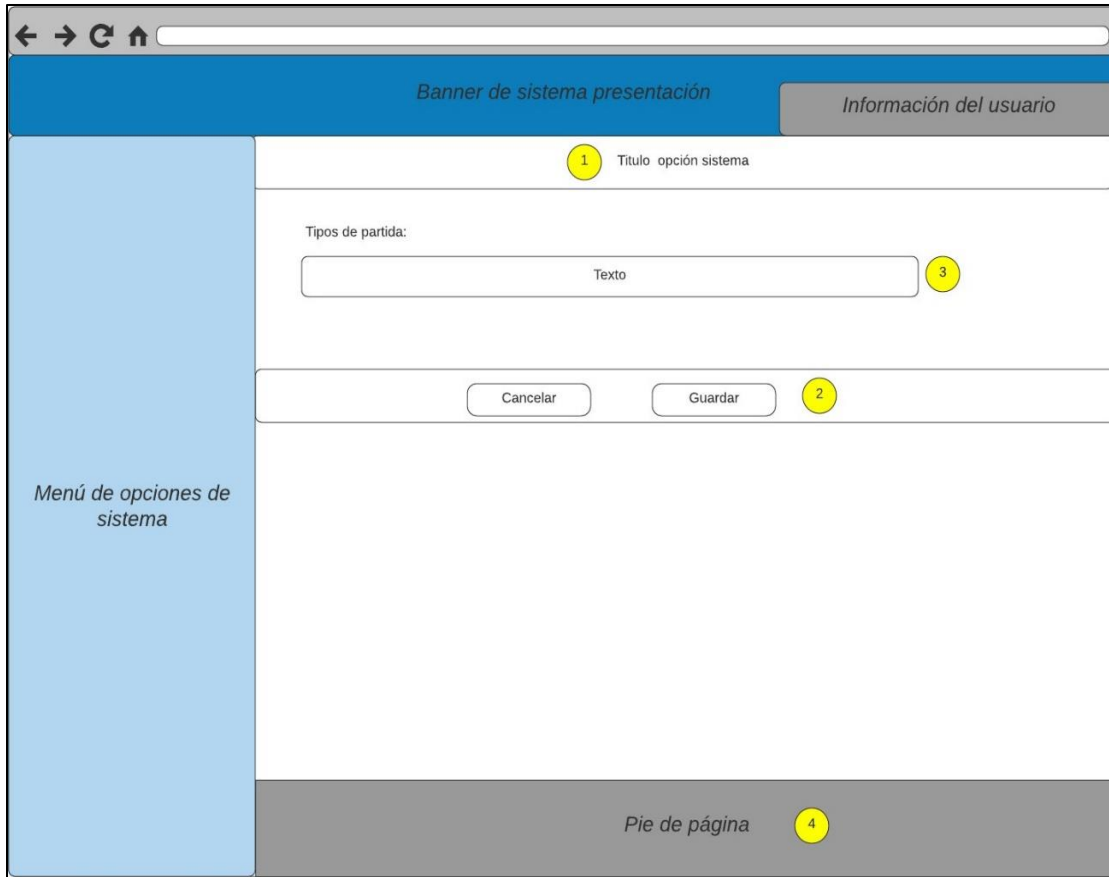 Banner de sistema presentación
Información del usuario
1
Titulo opción sistema
Tipos de partida:
Texto
3
Cancelar
Guardar
2
Menú de opciones de
sistema
Pie de página
4